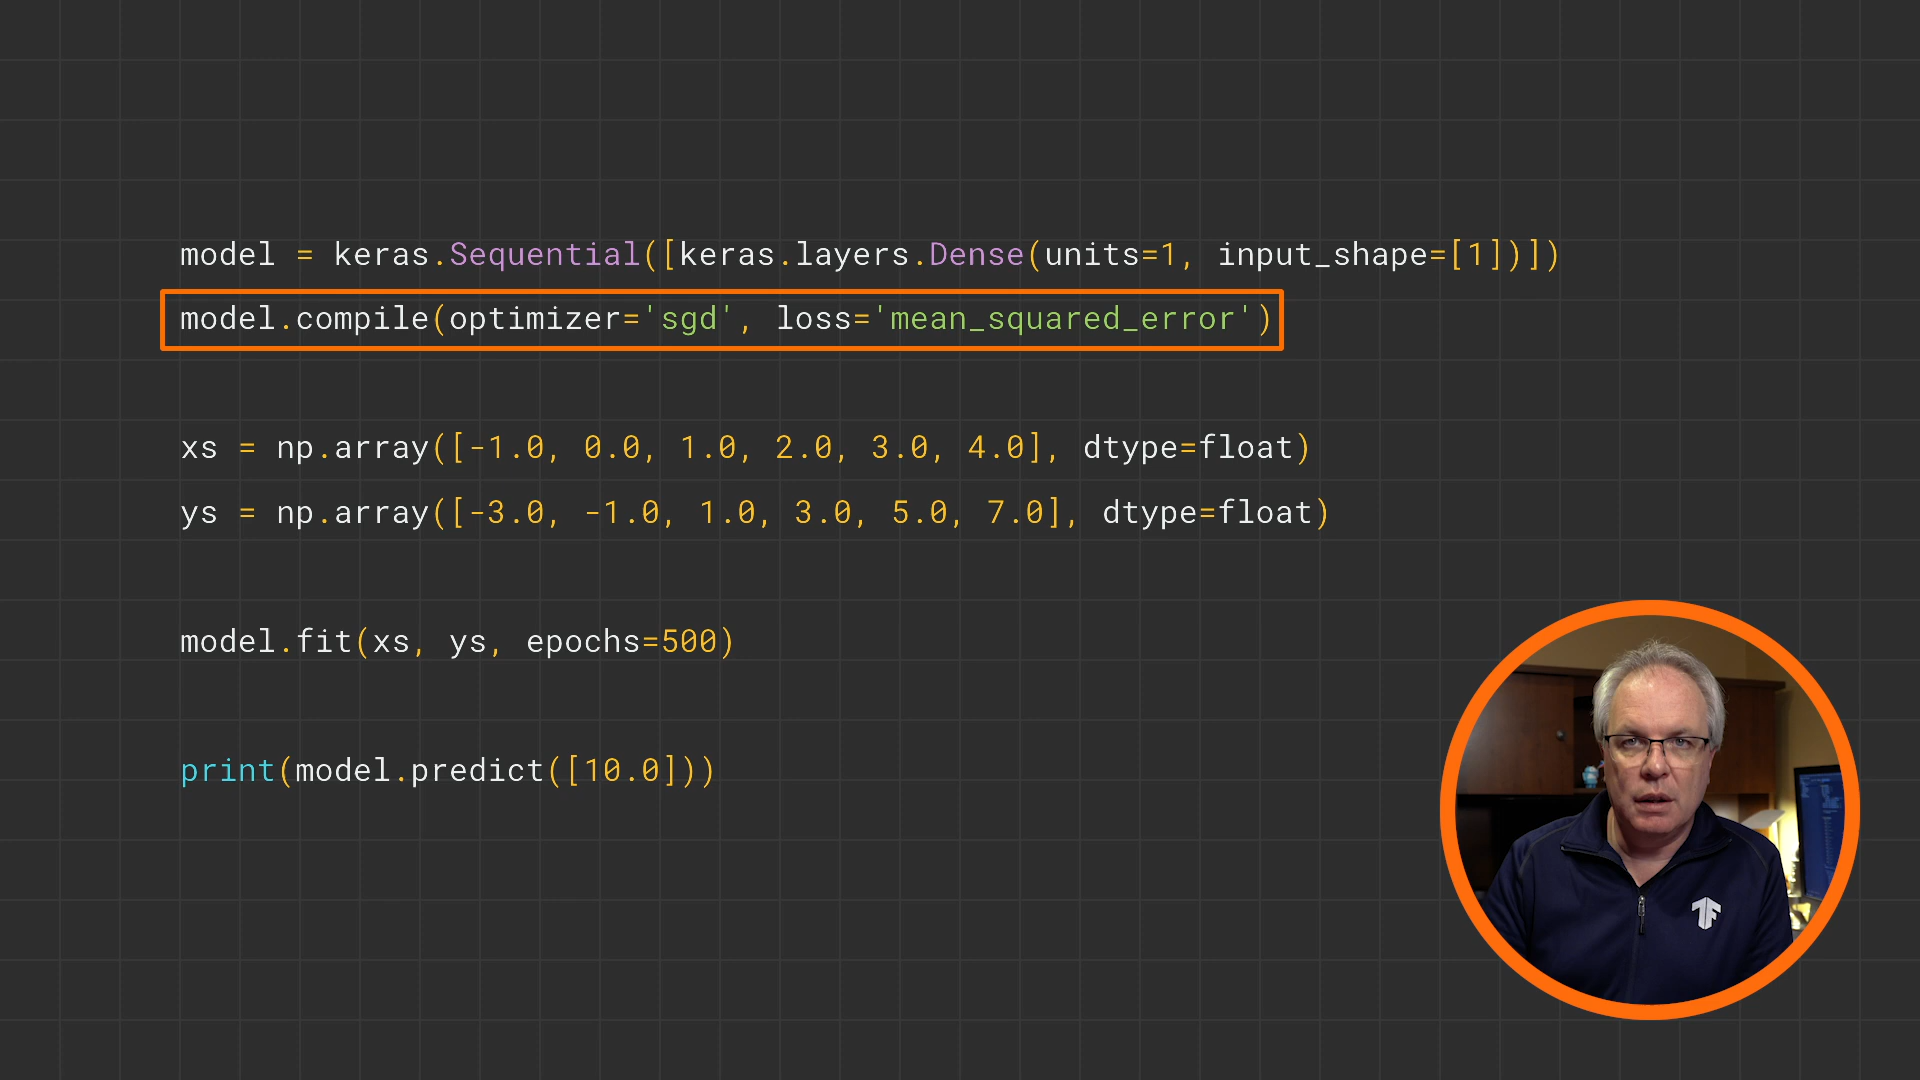 model = keras.Sequential([keras.layers.Dense(units=1, input_shape=[1])])
model.compile(optimizer='sgd', loss='mean_squared_error')
xs = np.array([-1.0, 0.0, 1.0, 2.0, 3.0, 4.0], dtype=float)
ys = np.array([-3.0, -1.0, 1.0, 3.0, 5.0, 7.0], dtype=float)
model.fit(xs, ys, epochs=500)
print(model.predict([10.0]))